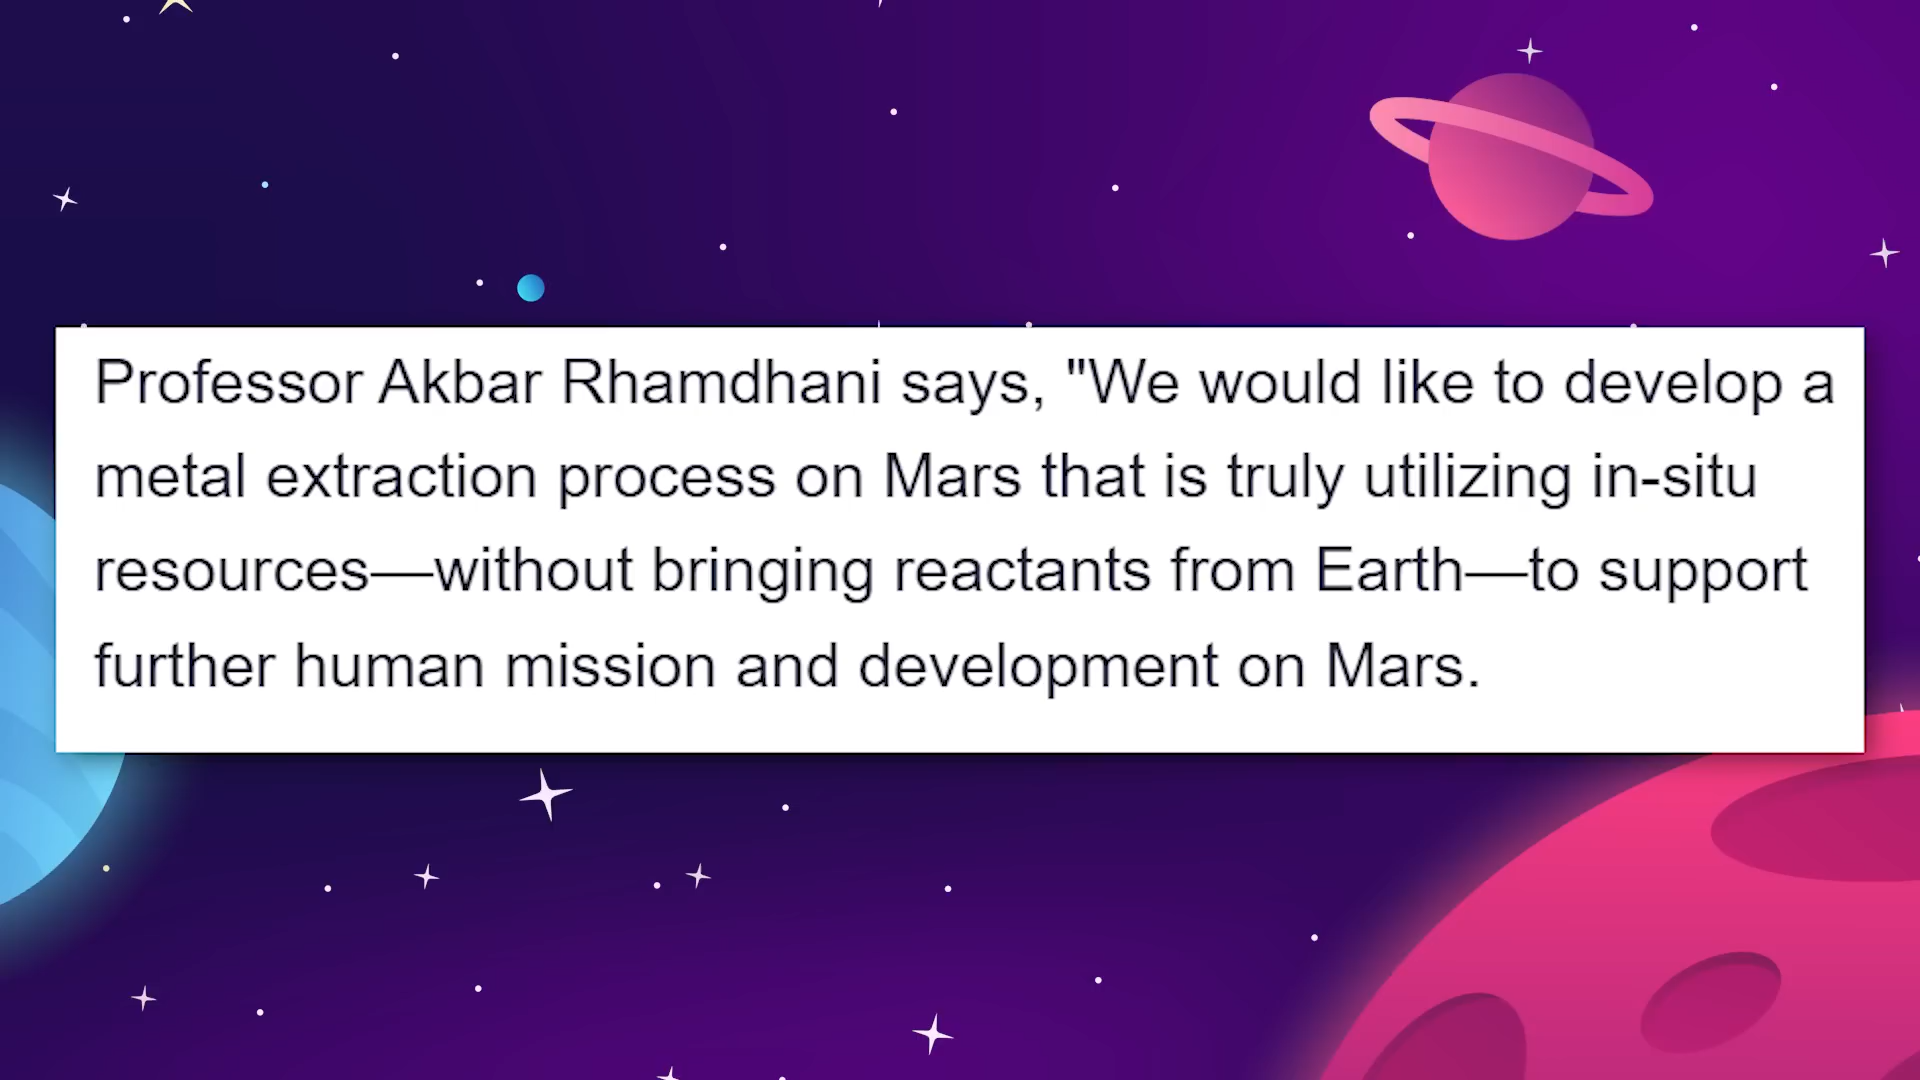 Professor Akbar Rhamdhani says, "We would like to develop a
metal extraction process on Mars that is truly utilizing in-situ
resources—without bringing reactants from Earth—to support
further human mission and development on Mars.